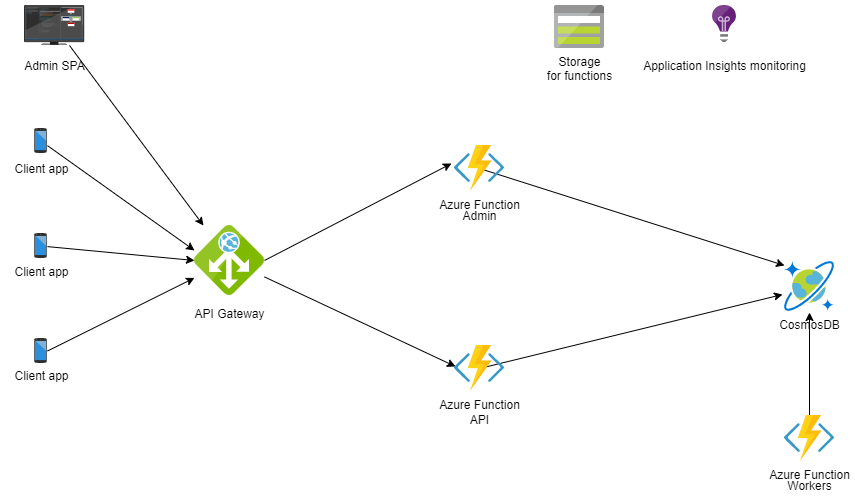 Admin SPA
Storage
for functions
Application Insights monitoring
Client app
Azure Function
Admin
Client app
API Gateway
CosmosDB
Client app
Azure Function
API
Azure Function
Workers